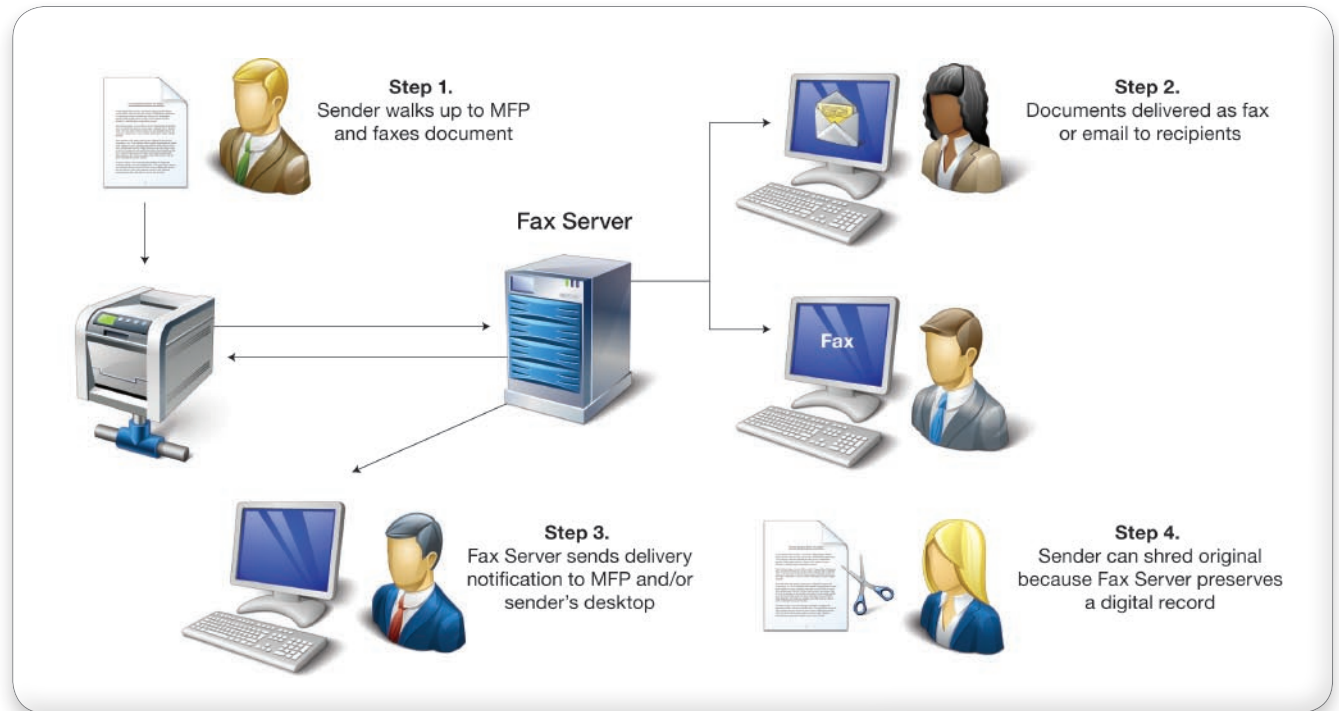 Step 1.
Sender walks up to MFP
and faxes document
Step 2.
Documents delivered as fax
or email to recipients
Fax Server
Fax
Step 3.
Fax Server sends delivery
notification to MFP and/or
sender's desktop
Step 4.
Sender can shred original
because Fax Server preserves
a digital record